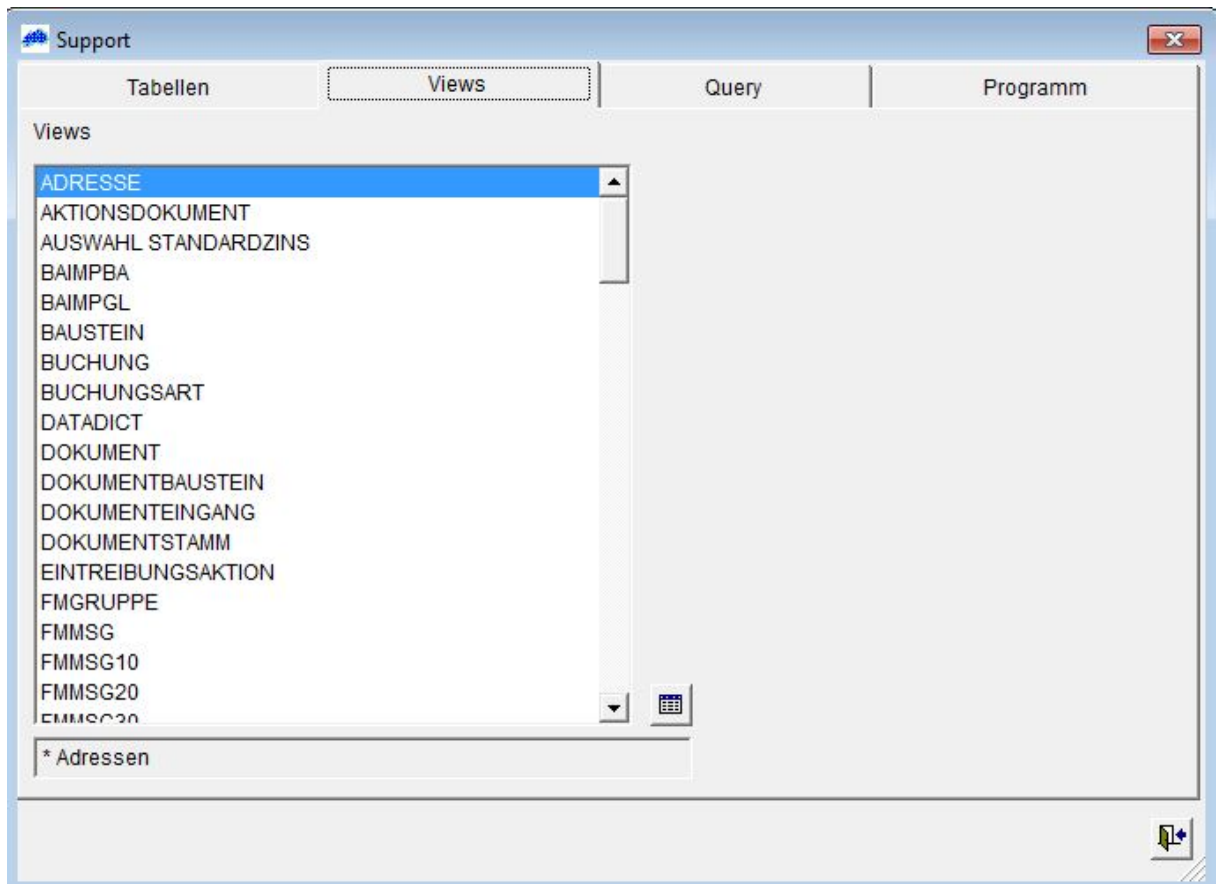 Support
Tabellen Views Query Programm
Views
ADRESSE
AKTIONSDOKUMENT
AUSWAHL STANDARDZINS
BAIMPBA
BAIMPGL
BAUSTEIN
BUCHUNG
BUCHUNGSART
DATADICT
DOKUMENT
DOKUMENTBAUSTEIN
DOKUMENTEINGANG
DOKUMENTSTAMM
EINTREIBUNGSAKTION
FMGRUPPE
FMMSG
FMMSG10
FMMSG20
FMMSG30
* Adressen